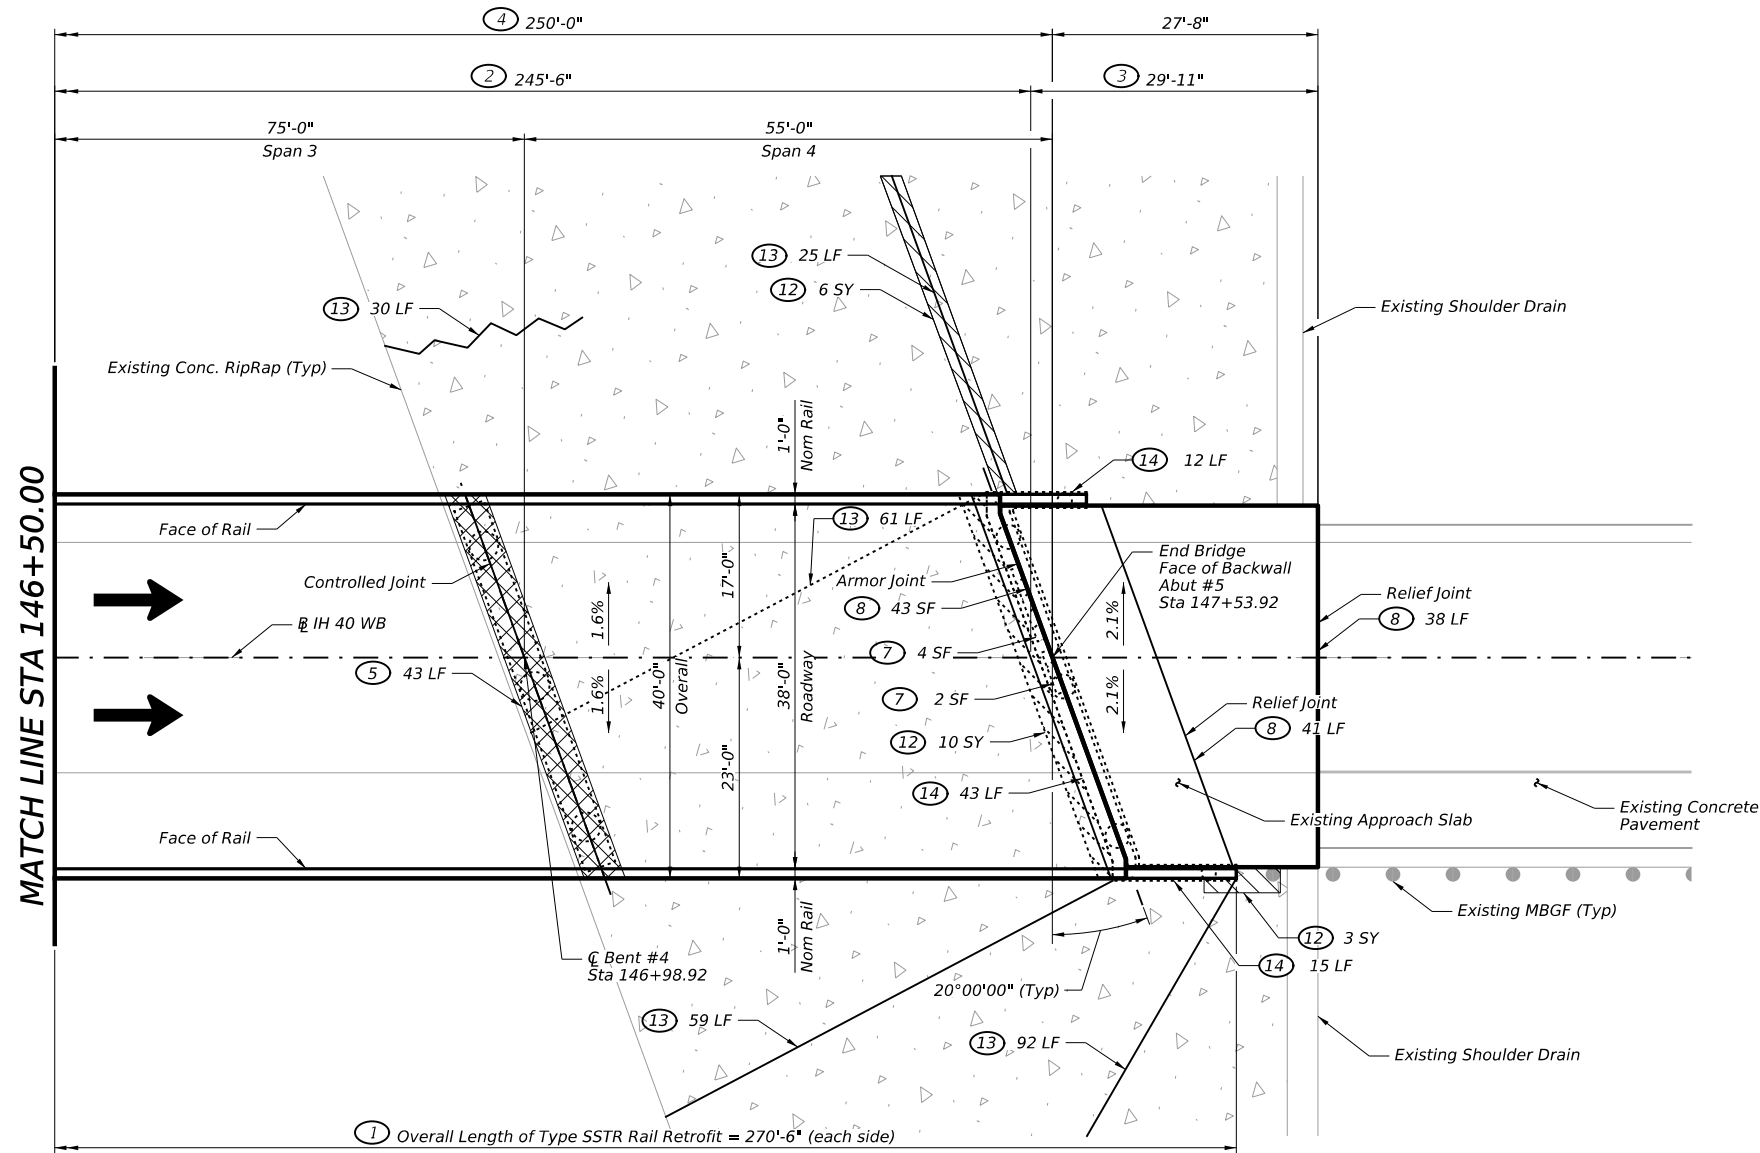 4 250'-0"
27'-8"
2 245'-6"
3 29'-11"
75'-0"
Span 3
55'-0"
Span 4
13 25 LF
12 6 SY
13 30 LF
Existing Shoulder Drain
Existing Conc. RipRap (Typ)
1'-0"
Nom Rail
14 12 LF
MATCH LINE STA 146+50.00
Face of Rail
13 61 LF
End Bridge
Face of Backwall
Abut #5
Sta 147+53.92
Controlled Joint
Armor Joint
17'-0"
1.6%
2.1%
8 43 SF
Relief Joint
8 38 LF
BL IH 40 WB
7 4 SF
5 43 LF
40'-0"
Overall
38'-0"
Roadway
1.6%
2.1%
7 2 SF
Relief Joint
8 41 LF
12 10 SY
23'-0"
14 43 LF
Existing Concrete
Pavement
Existing Approach Slab
Face of Rail
Existing MBGF (Typ)
1'-0"
Nom Rail
12 3 SY
CL Bent #4
Sta 146+98.92
14 15 LF
20°00'00" (Typ)
13 59 LF
13 92 LF
Existing Shoulder Drain
1 Overall Length of Type SSTR Rail Retrofit = 270'-6" (each side)